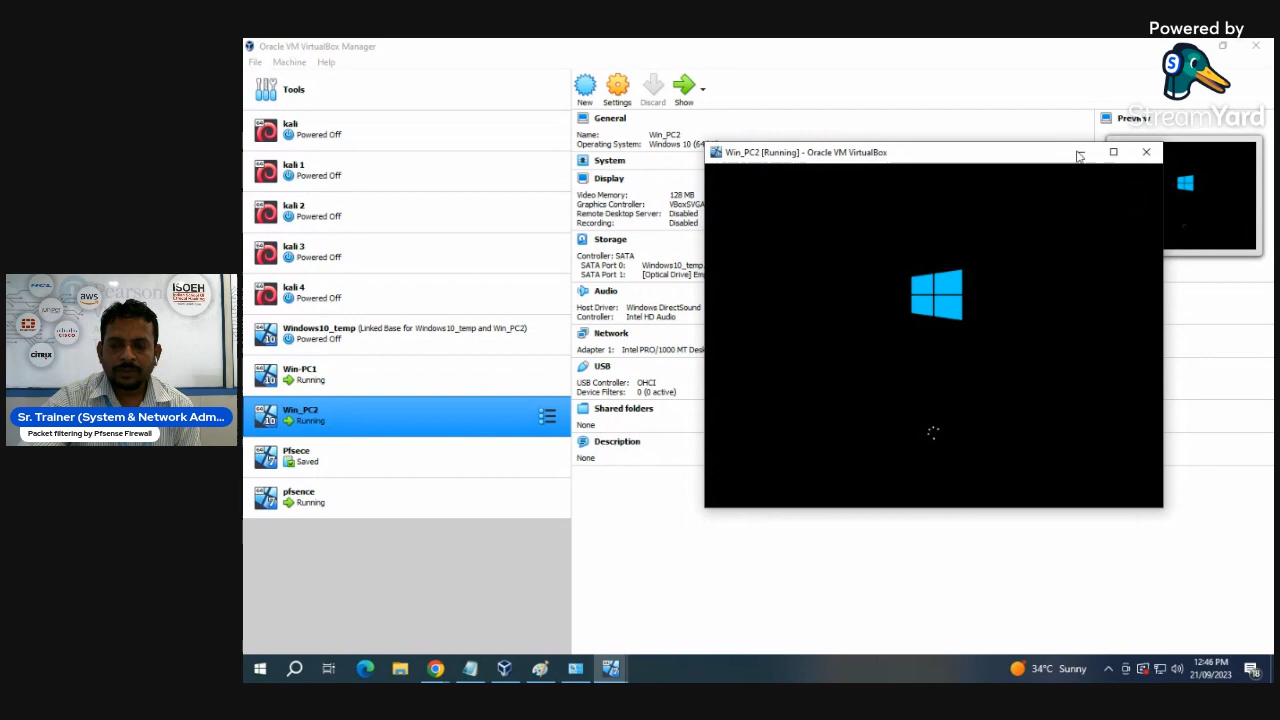 Powered by
StreamYard
Oracle VM VirtualBox Manager
File Machine Help
Tools
kali
Powered Off
kali 1
Powered Off
kali 2
Powered Off
kali 3
Powered Off
kali 4
Powered Off
Windows10_temp (Linked Base for Windows10_temp and Win_PC2)
Powered Off
Win-PC1
Running
Win_PC2
Running
Pfsece
Saved
pfsence
Running
New Settings Discard Show
General
Name: Win_PC2
Operating System: Windows 10 (64
System
Display
Video Memory: 128 MB
Graphics Controller: VBoxSVGA
Remote Desktop Server: Disabled
Recording: Disabled
Storage
Controller: SATA
SATA Port 0: Windows10_temp.
SATA Port 1: [Optical Drive] Em
Audio
Host Driver: Windows DirectSound
Controller: Intel HD Audio
Network
Adapter 1: Intel PRO/1000 MT Desk
USB
USB Controller: OHCI
Device Filters: 0 (0 active)
Shared folders
None
Description
None
Preview
Win_PC2 [Running] - Oracle VM VirtualBox
HCL
aws
ISOEH
JUNIPer
CISCO
CITRIX
Sr. Trainer (System & Network Adm...
Packet filtering by Pfsense Firewall
34°C Sunny
12:46 PM
21/09/2023
18